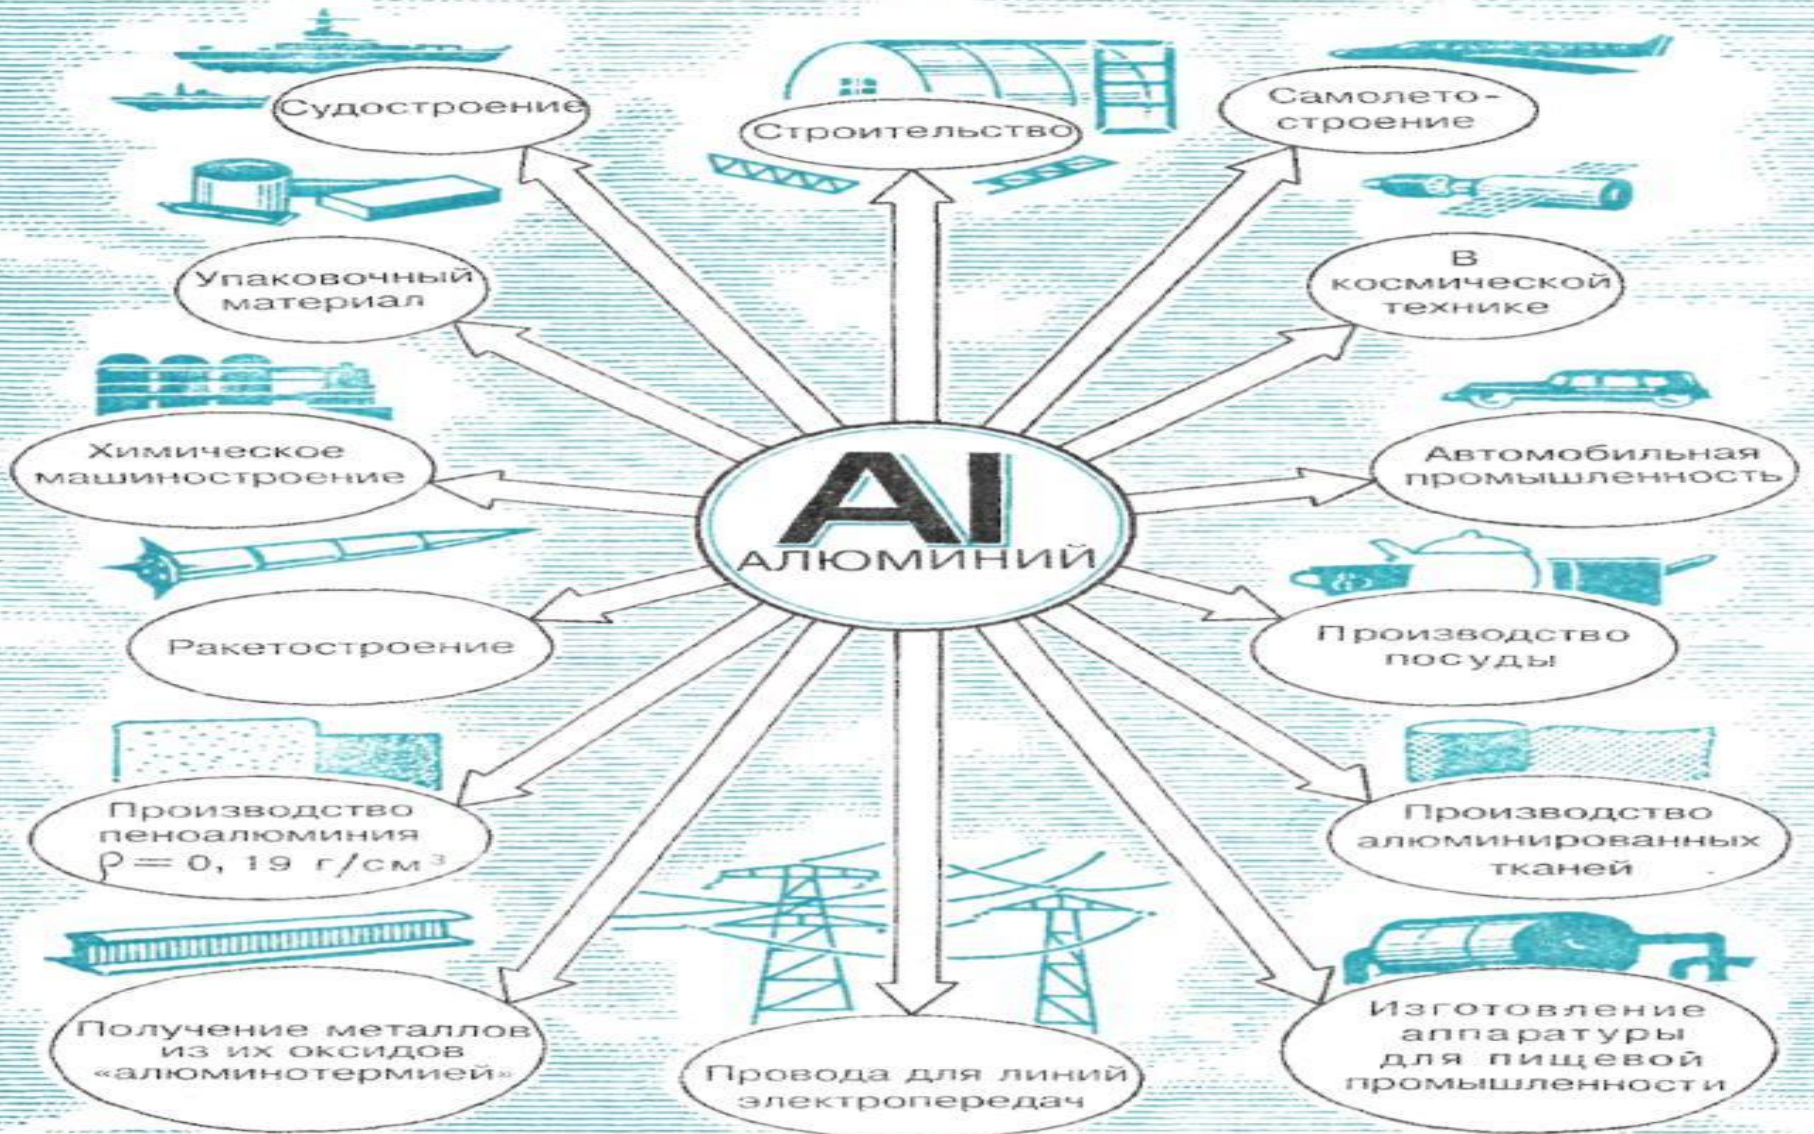 Судостроение
Строительство
Самолето-
строение
Упаковочный
материал
В
космической
технике
Химическое
машиностроение
Автомобильная
промышленность
Al
АЛЮМИНИЙ
Ракетостроение
Производство
посуды
Производство
пеноалюминия
ρ=0,19 г/см³
Производство
алюминированных
тканей
Получение металлов
из их оксидов
«алюминотермией»
Провода для линий
электропередач
Изготовление
аппаратуры
для пищевой
промышленности